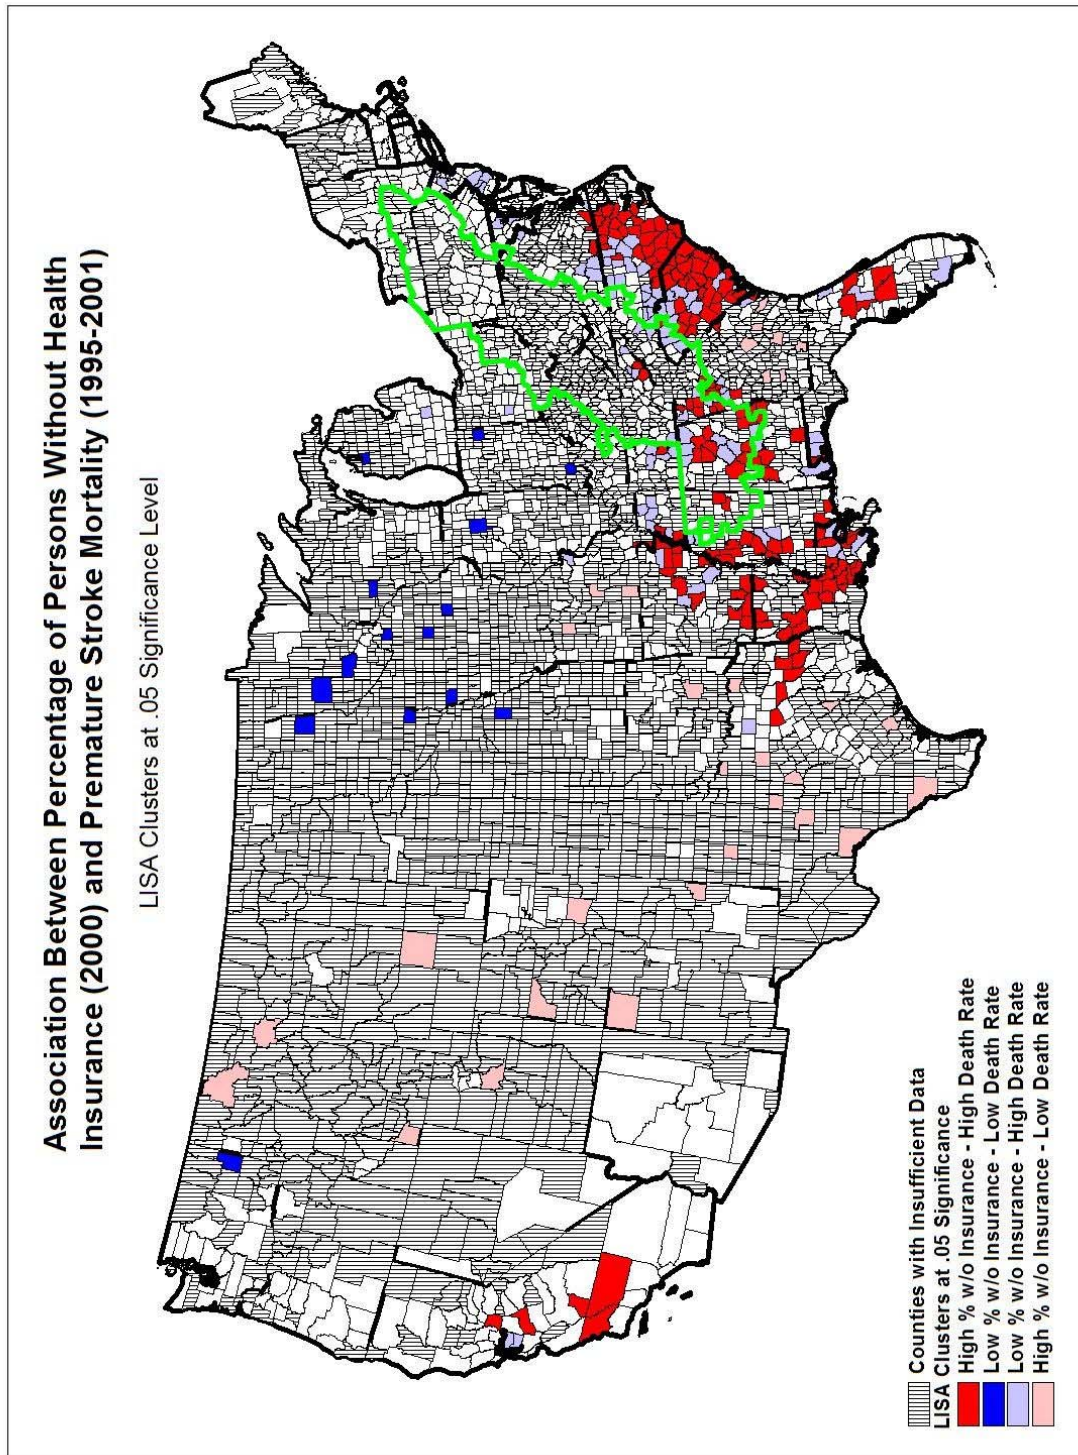 Association Between Percentage of Persons Without Health
Insurance (2000) and Premature Stroke Mortality (1995-2001)
LISA Clusters at .05 Significance Level
Counties with Insufficient Data
LISA Clusters at .05 Significance
High % w/o Insurance - High Death Rate
Low % w/o Insurance - Low Death Rate
Low % w/o Insurance - High Death Rate
High % w/o Insurance - Low Death Rate